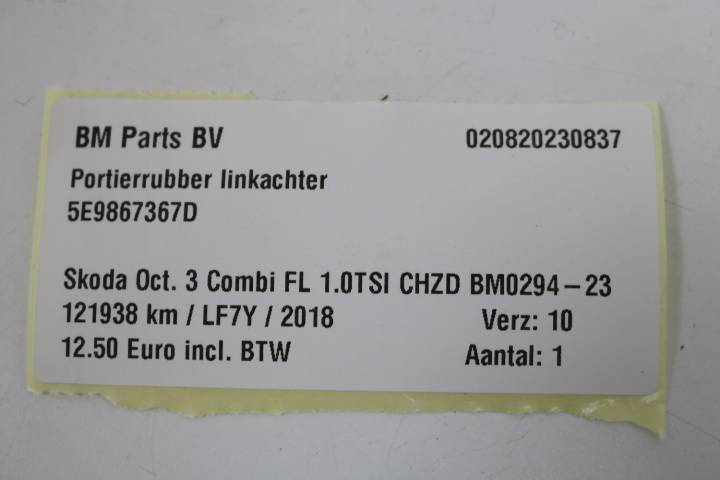 BM Parts BV 020820230837
Portierrubber linkachter
5E9867367D
Skoda Oct. 3 Combi FL 1.0TSI CHZD BM0294-23
121938 km / LF7Y / 2018 Verz: 10
12.50 Euro incl. BTW Aantal: 1